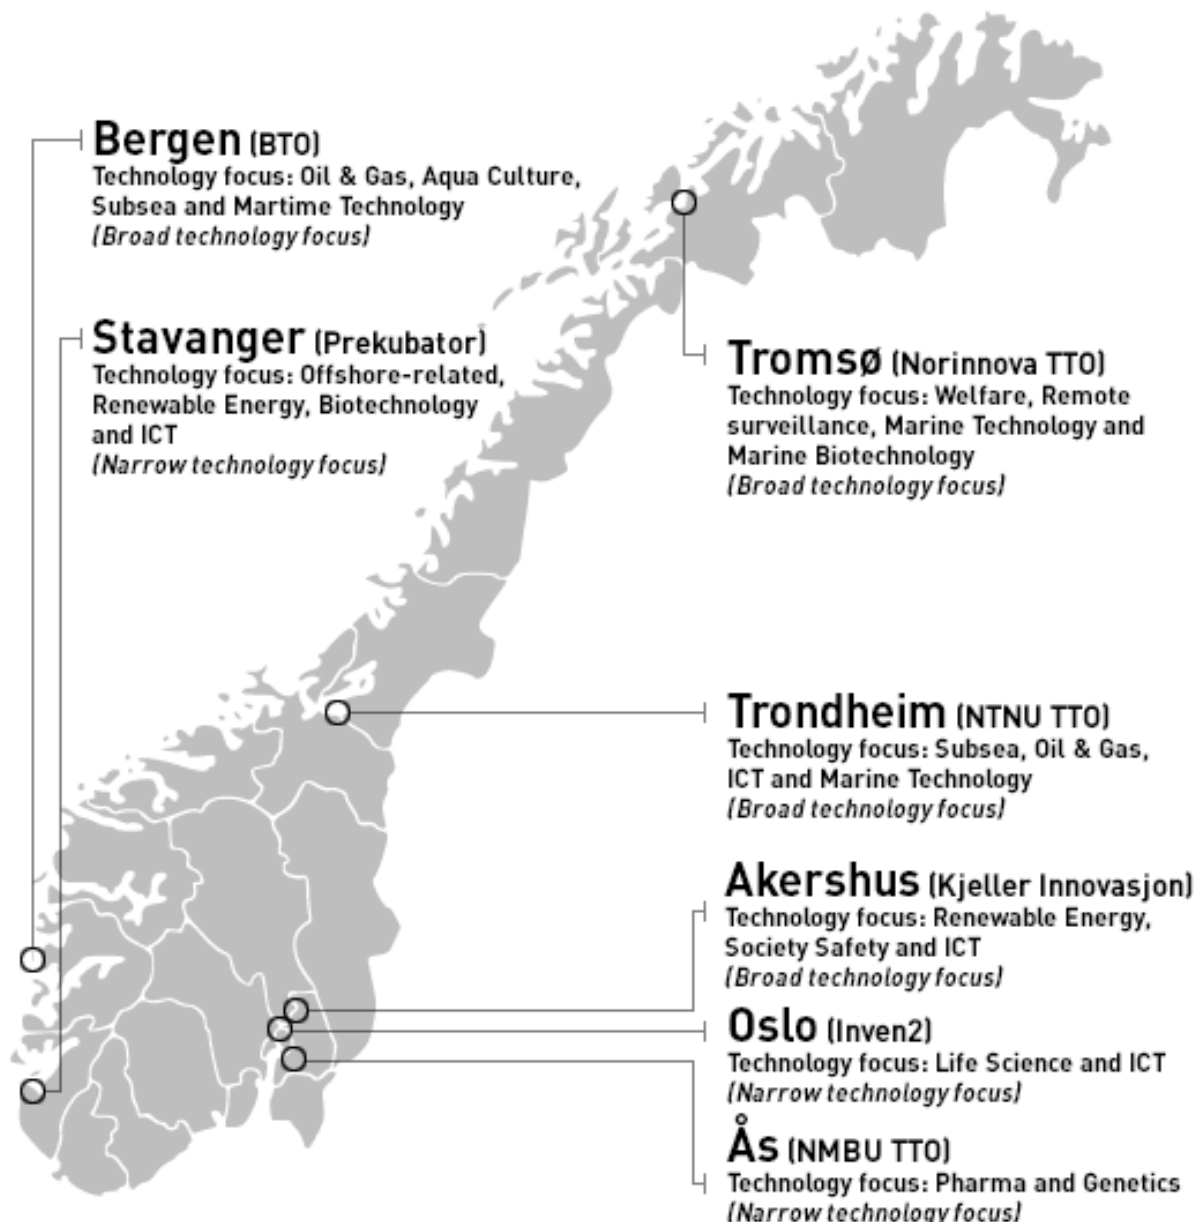 Bergen (BTO)
Technology focus: Oil & Gas, Aqua Culture,
Subsea and Martime Technology
(Broad technology focus)
Stavanger (Prekubator)
Technology focus: Offshore-related,
Renewable Energy, Biotechnology
and ICT
(Narrow technology focus)
Tromsø (Norinnova TTO)
Technology focus: Welfare, Remote
surveillance, Marine Technology and
Marine Biotechnology
(Broad technology focus)
Trondheim (NTNU TTO)
Technology focus: Subsea, Oil & Gas,
ICT and Marine Technology
(Broad technology focus)
Akershus (Kjeller Innovasjon)
Technology focus: Renewable Energy,
Society Safety and ICT
(Broad technology focus)
Oslo (Inven2)
Technology focus: Life Science and ICT
(Narrow technology focus)
Ås (NMBU TTO)
Technology focus: Pharma and Genetics
(Narrow technology focus)